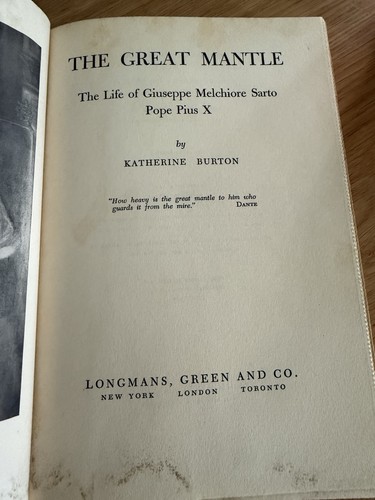 THE GREAT MANTLE
The Life of Giuseppe Melchiore Sarto
Pope Pius X
by
KATHERINE BURTON
"How heavy is the great mantle to him who
guards it from the mire." DANTE
LONGMANS, GREEN AND CO.
NEW YORK LONDON TORONTO